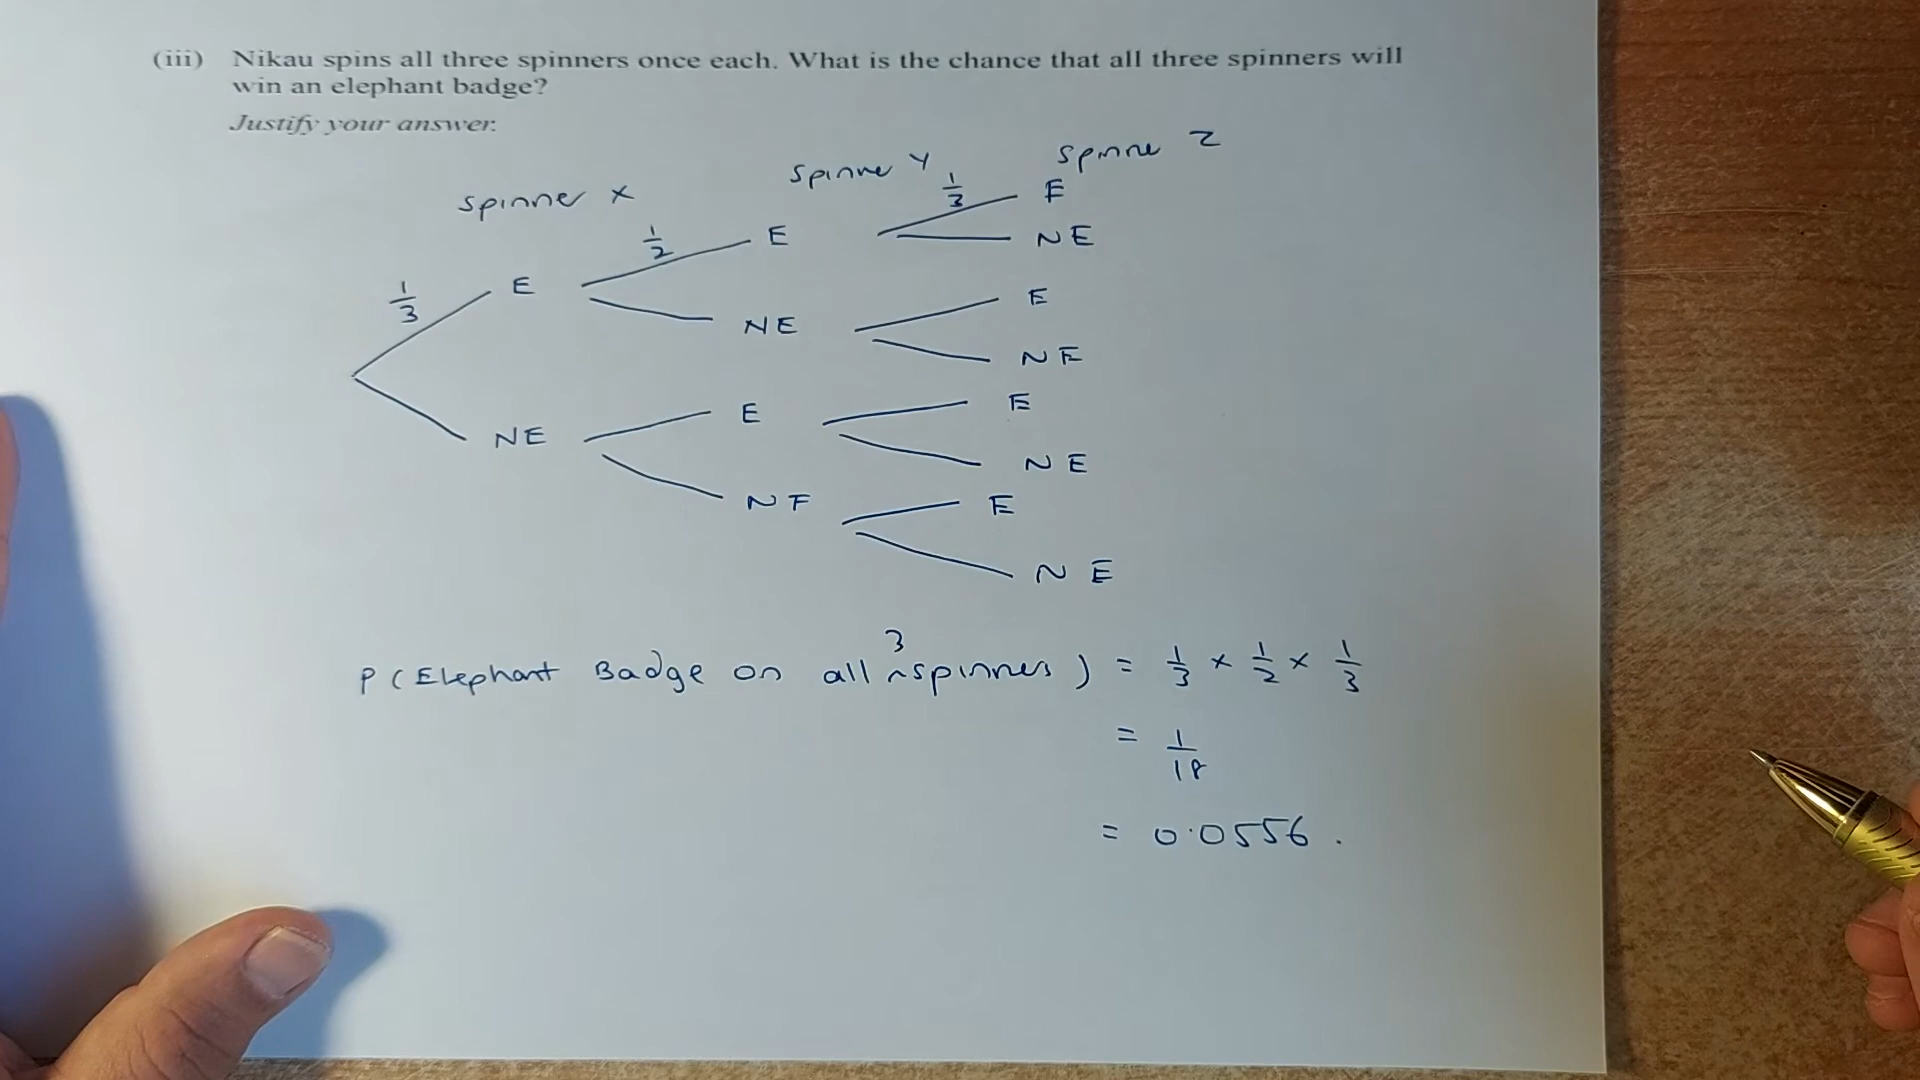 (iii) Nikau spins all three spinners once each. What is the chance that all three spinners will
win an elephant badge?
Justify your answer.
spinner X spinner Y spinner Z
1/3 E
1/2 E NE
1/3 E E
NE NE
E E
NE NE
NE E
NE
P(Elephant Badge on all 3 spinners) = 1/3 × 1/2 × 1/3
= 1/18
= 0.0556.